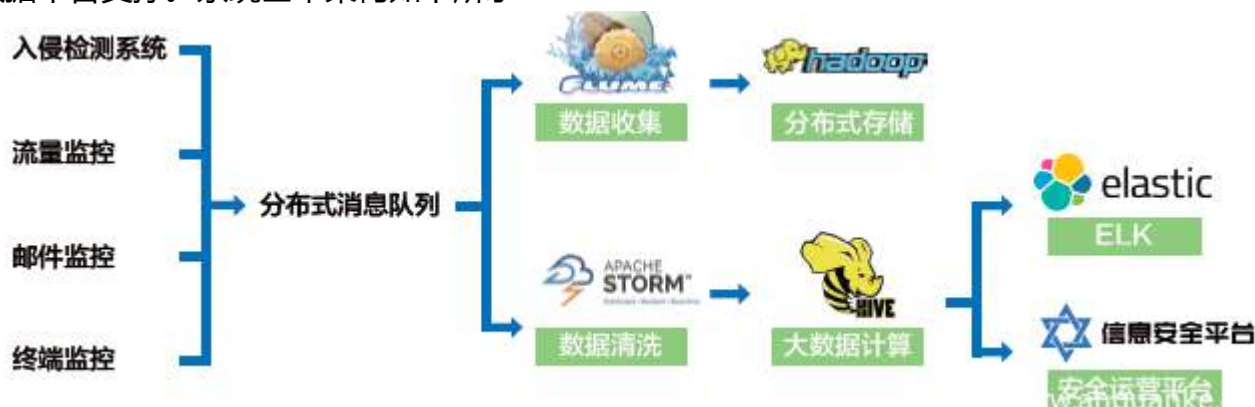 入侵检测系统
流量监控
邮件监控
终端监控
分布式消息队列
FLUME
数据收集
hadoop
分布式存储
APACHE
STORM™
数据清洗
HIVE
大数据计算
elastic
ELK
信息安全平台
安全运营平台